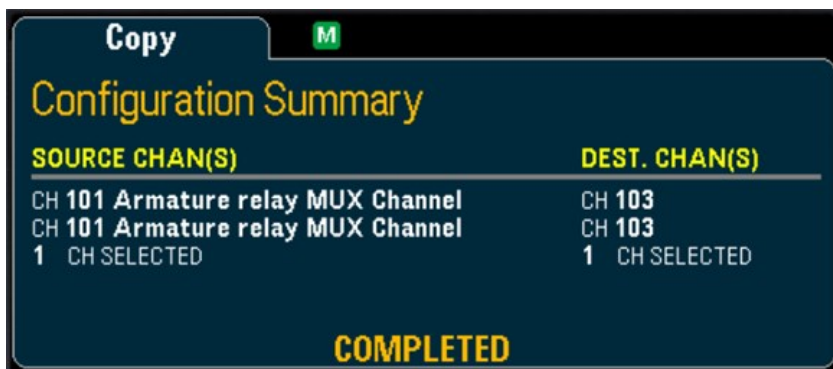 Copy M
Configuration Summary
SOURCE CHAN(S) DEST. CHAN(S)
CH 101 Armature relay MUX Channel CH 103
CH 101 Armature relay MUX Channel CH 103
1 CH SELECTED 1 CH SELECTED
COMPLETED